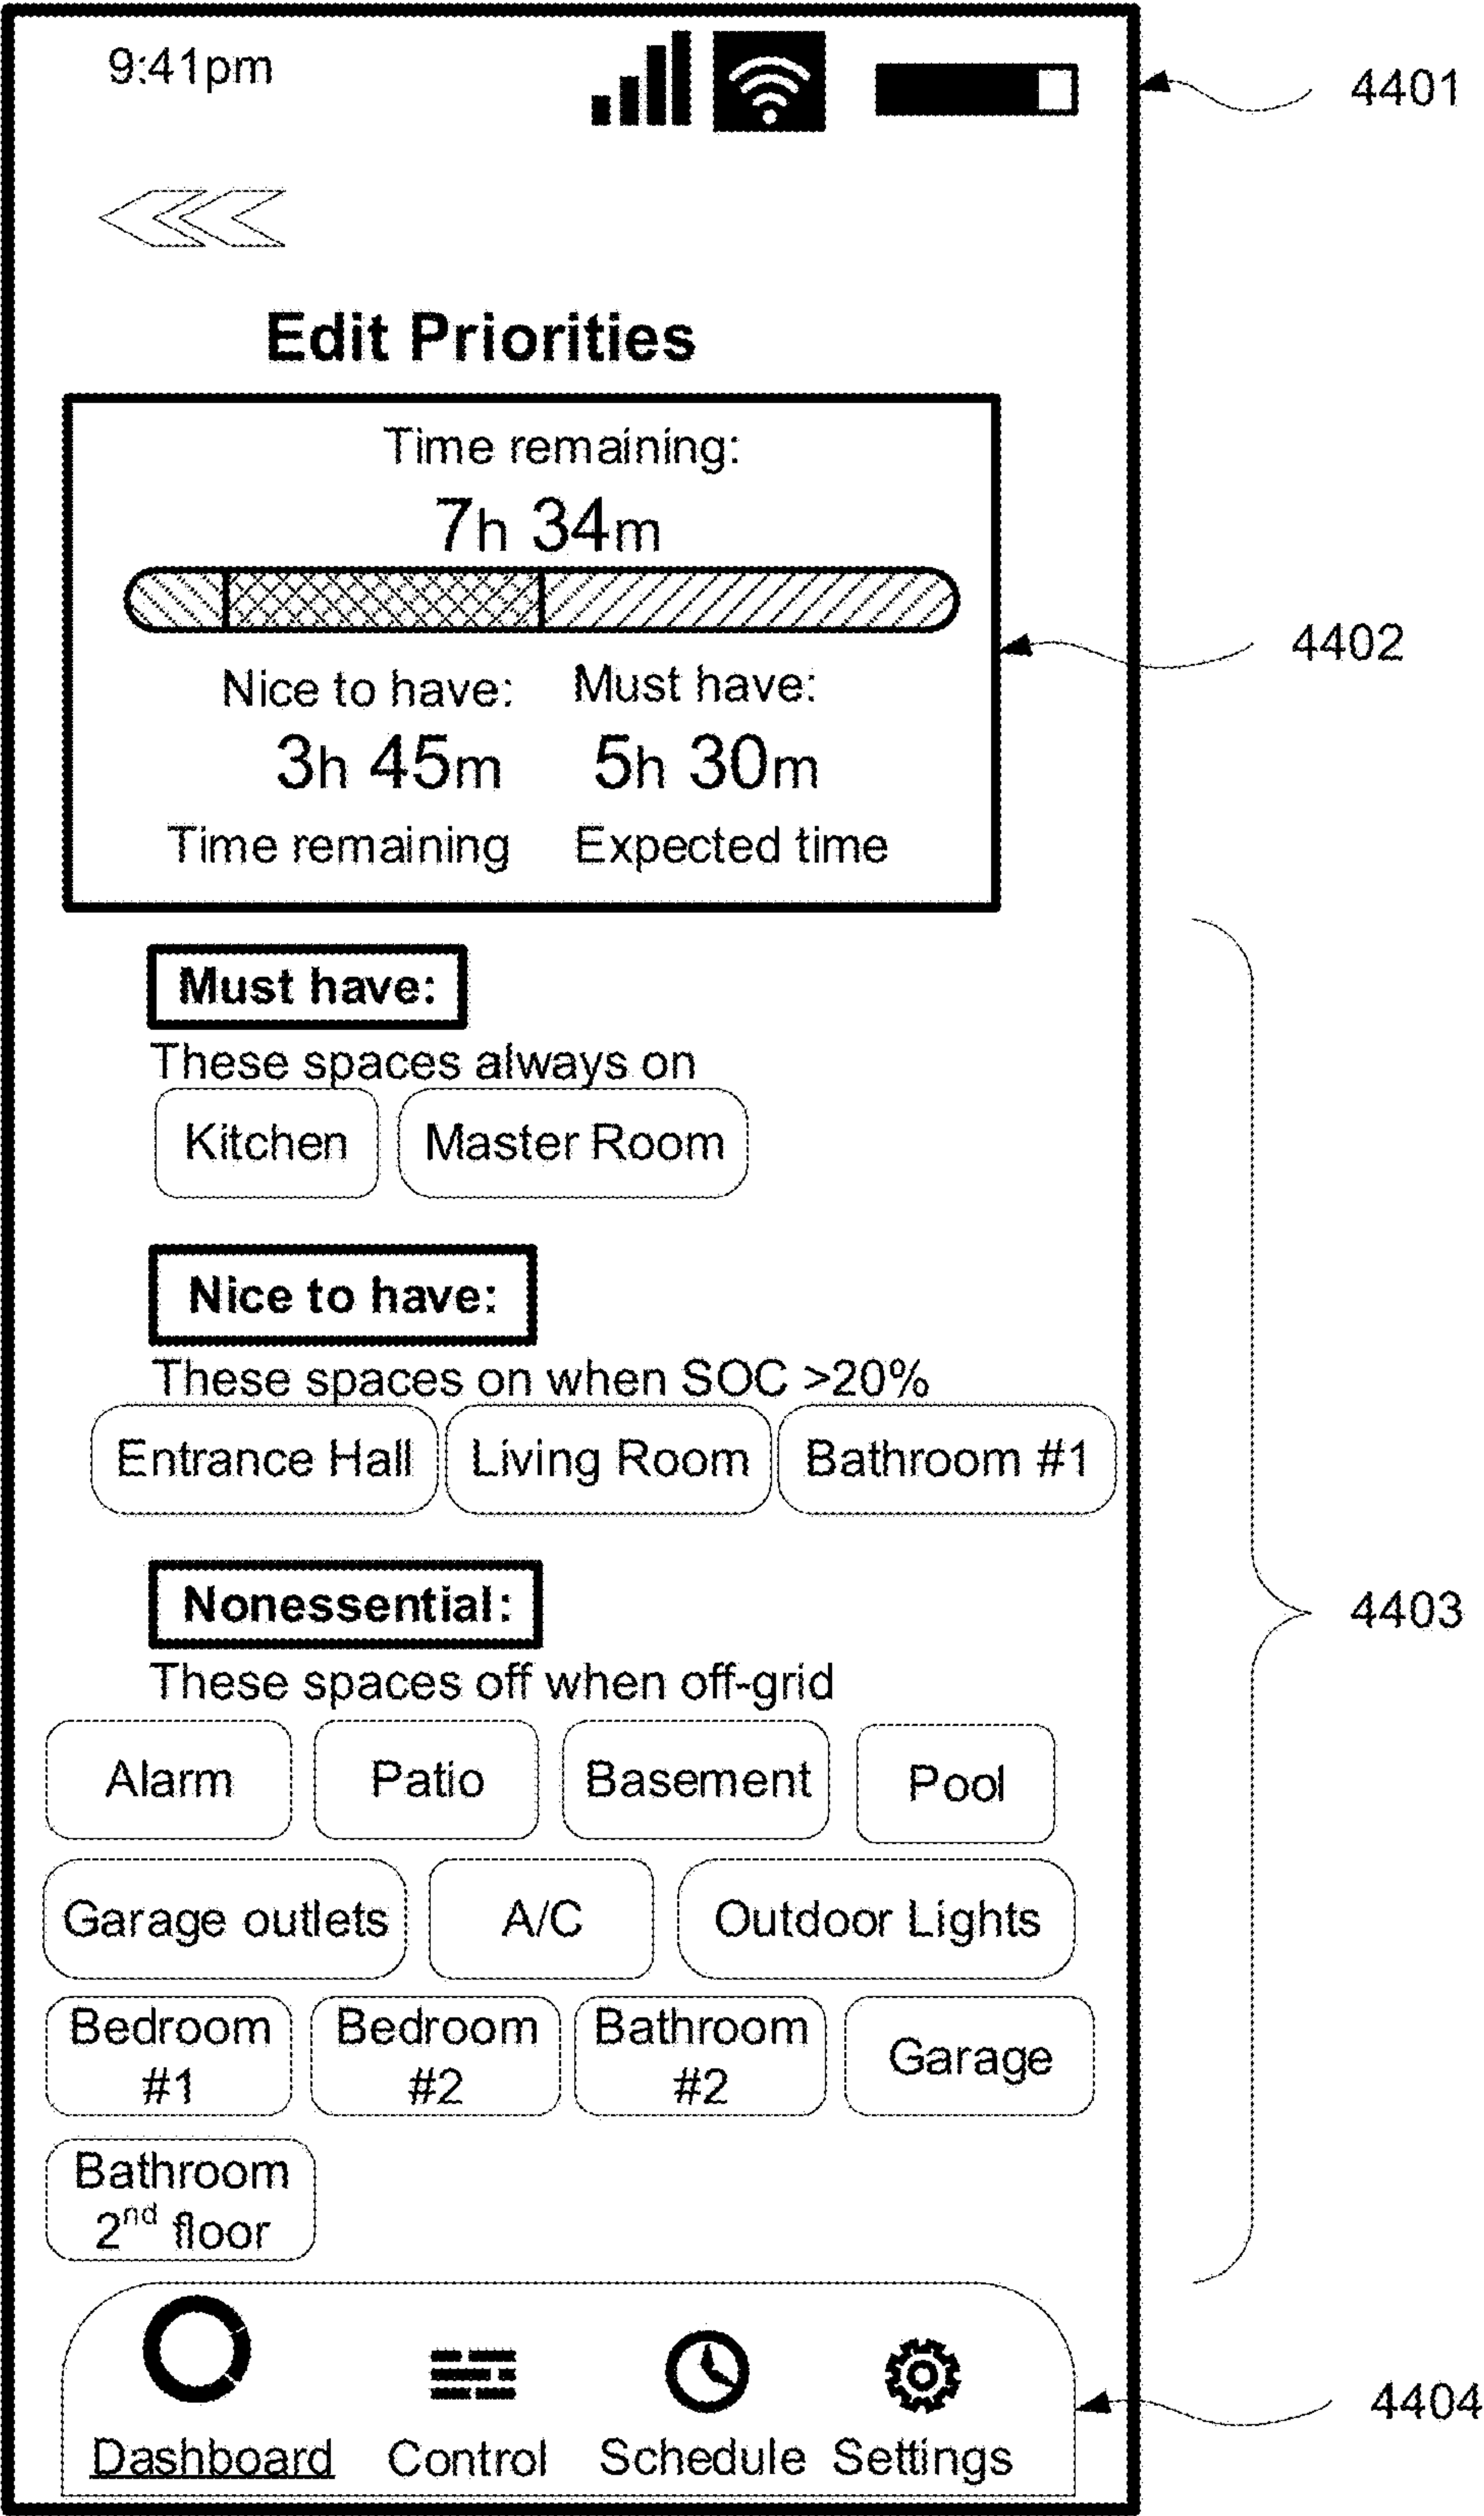 9:41pm
4401
Edit Priorities
Time remaining:
7h 34m
4402
Nice to have: Must have:
3h 45m 5h 30m
Time remaining Expected time
Must have:
These spaces always on
Kitchen Master Room
Nice to have:
These spaces on when SOC >20%
Entrance Hall Living Room Bathroom #1
Nonessential:
4403
These spaces off when off-grid
Alarm Patio Basement Pool
Garage outlets A/C Outdoor Lights
Bedroom #1 Bedroom #2 Bathroom #2 Garage
Bathroom
2nd floor
4404
Dashboard Control Schedule Settings